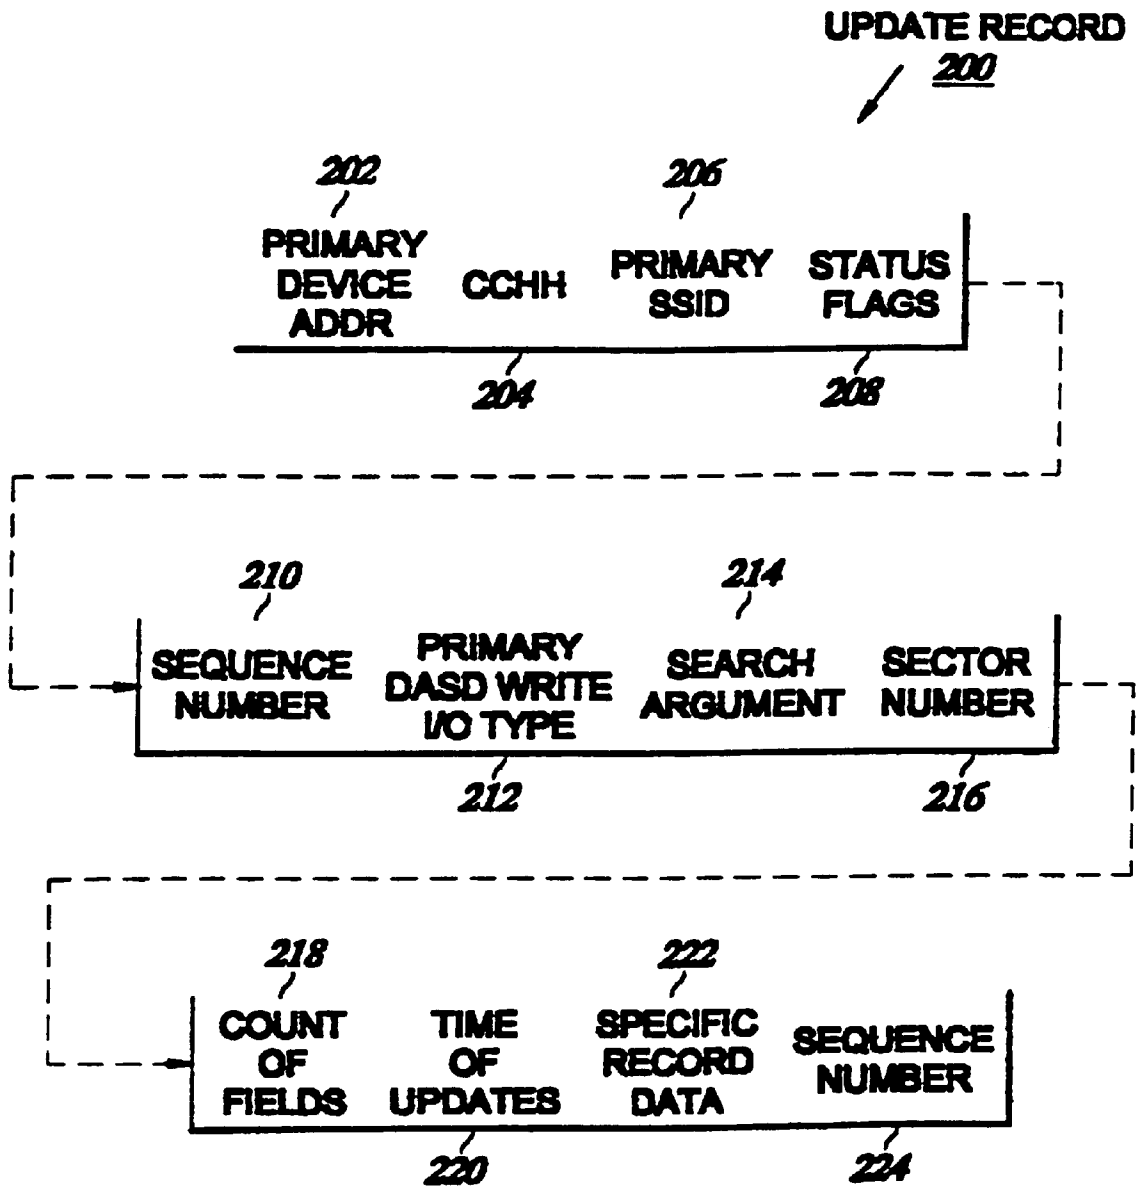 UPDATE RECORD
200
202
206
PRIMARY DEVICE ADDR
CCHH
PRIMARY SSID
STATUS FLAGS
204
208
210
214
SEQUENCE NUMBER
PRIMARY DASD WRITE I/O TYPE
SEARCH ARGUMENT
SECTOR NUMBER
212
216
218
222
COUNT OF FIELDS
TIME OF UPDATES
SPECIFIC RECORD DATA
SEQUENCE NUMBER
220
224